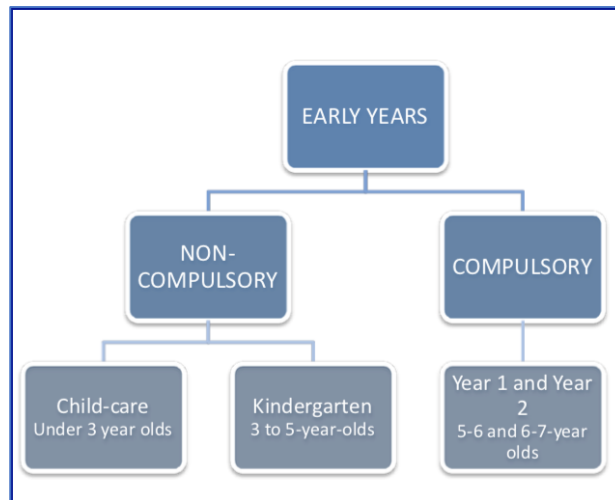 EARLY YEARS
NON-
COMPULSORY
COMPULSORY
Child-care
Under 3 year olds
Kindergarten
3 to 5-year-olds
Year 1 and Year
2
5-6 and 6-7-year
olds